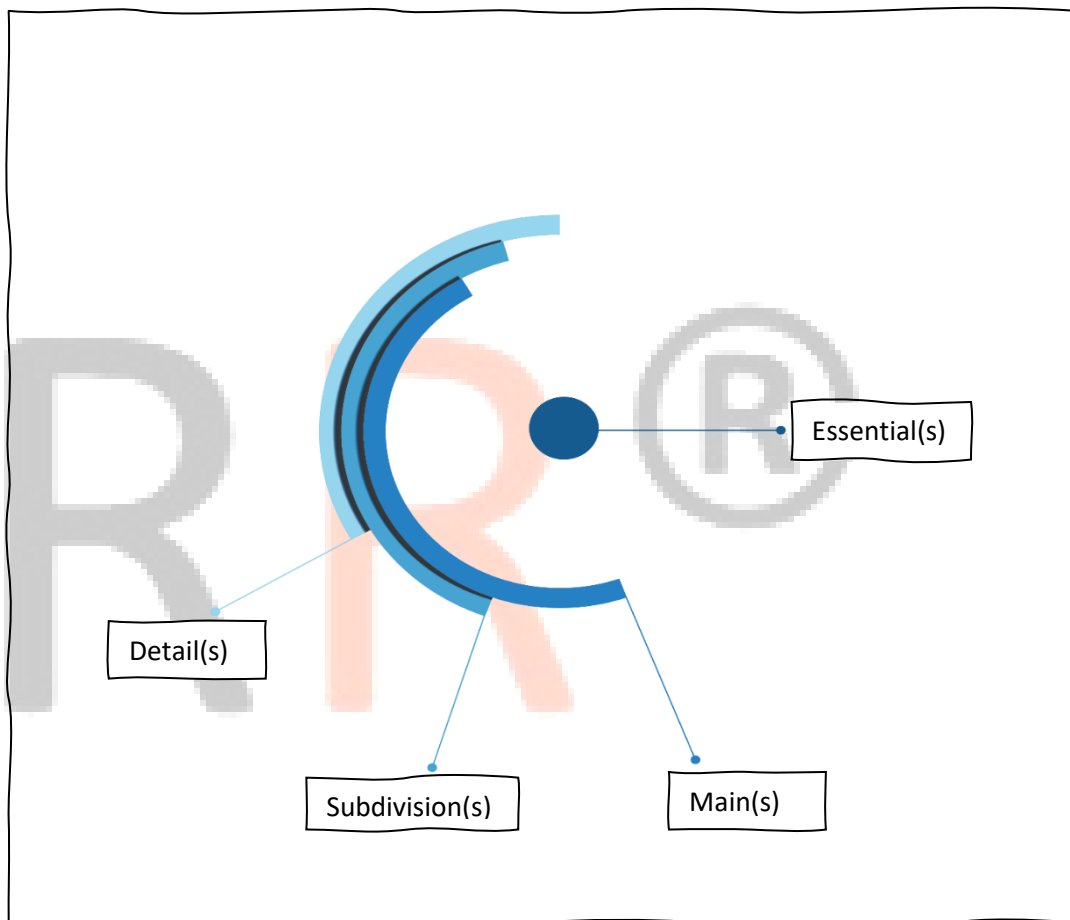 R R ®
Essential(s)
Detail(s)
Subdivision(s)
Main(s)